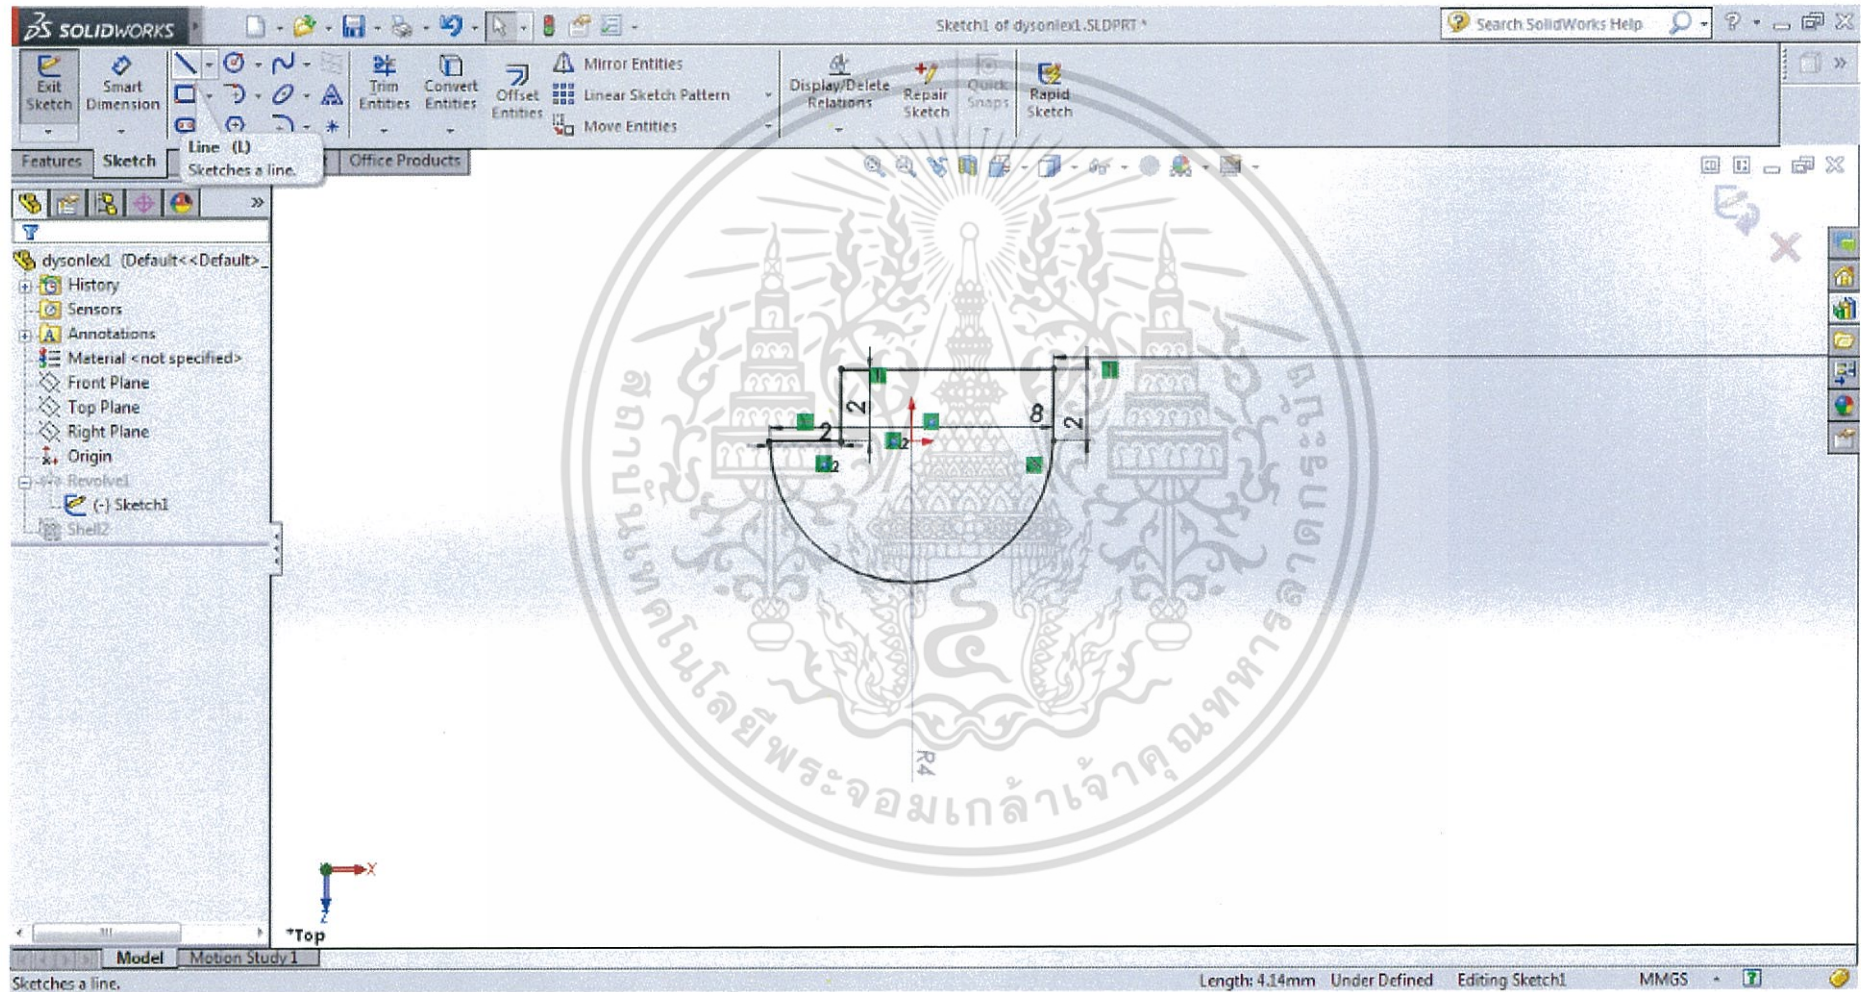 SOLIDWORKS
Sketch1 of dysonlex1.SLDPRT *
Search SolidWorks Help
Exit Sketch
Smart Dimension
Trim Entities
Convert Entities
Offset Entities
Mirror Entities
Linear Sketch Pattern
Move Entities
Display/Delete Relations
Repair Sketch
Quick Snaps
Rapid Sketch
Line (L)
Sketches a line.
Features
Sketch
Office Products
dysonlex1 (Default<<Default>_
History
Sensors
Annotations
Material <not specified>
Front Plane
Top Plane
Right Plane
Origin
Revolve1
(-) Sketch1
Shell2
2
2
8
2
2
2
R4
สถาบันเทคโนโลยีพระจอมเกล้าเจ้าคุณทหารลาดกระบัง
X
Z
*Top
Model
Motion Study 1
Sketches a line.
Length: 4.14mm
Under Defined
Editing Sketch1
MMGS